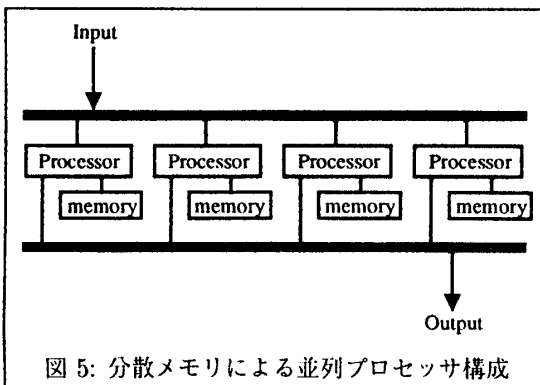 Input
Processor Processor Processor Processor
memory memory memory memory
Output
図 5: 分散メモリによる並列プロセッサ構成